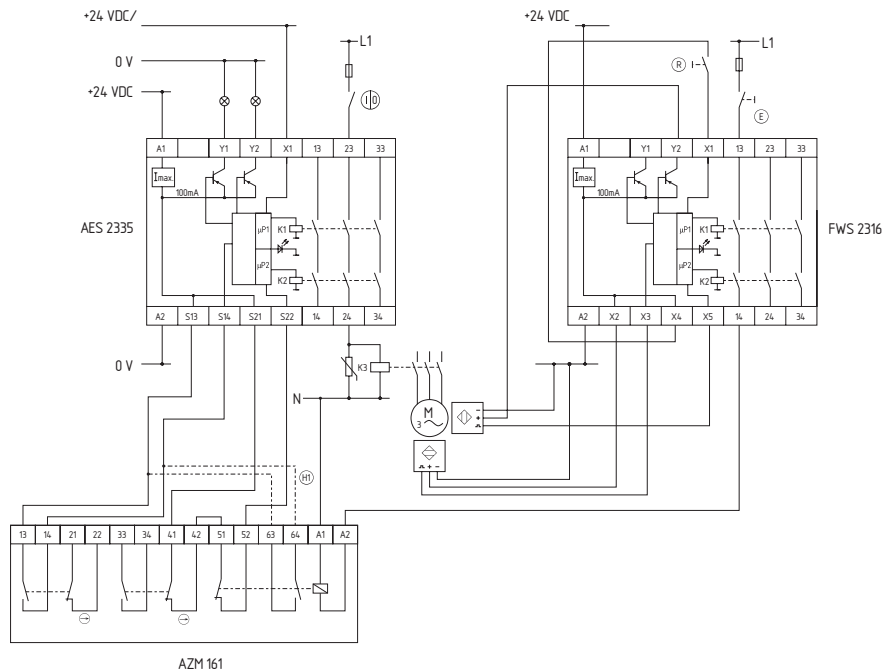 +24 VDC/
0 V
+24 VDC
L1
I 0
A1 Y1 Y2 X1 13 23 33
Imax.
100mA
µP1
K1
µP2
K2
AES 2335
A2 S13 S14 S21 S22 14 24 34
0 V
K3
N
M
3
+24 VDC
L1
R
E
A1 Y1 Y2 X1 13 23 33
Imax.
100mA
µP1
K1
µP2
K2
FWS 2316
A2 X2 X3 X4 X5 14 24 34
-
+
+ -
H1
13 14 21 22 33 34 41 42 51 52 63 64 A1 A2
AZM 161